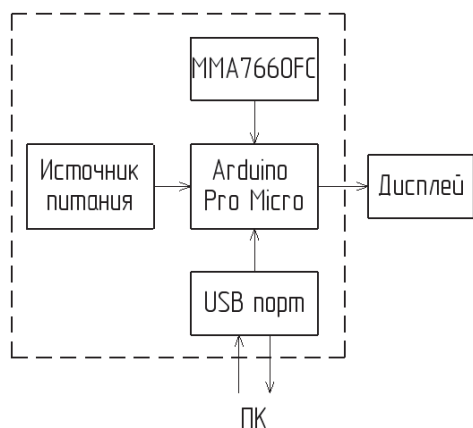 MMA7660FC
Источник
питания
Arduino
Pro Micro
Дисплей
USB порт
ПК